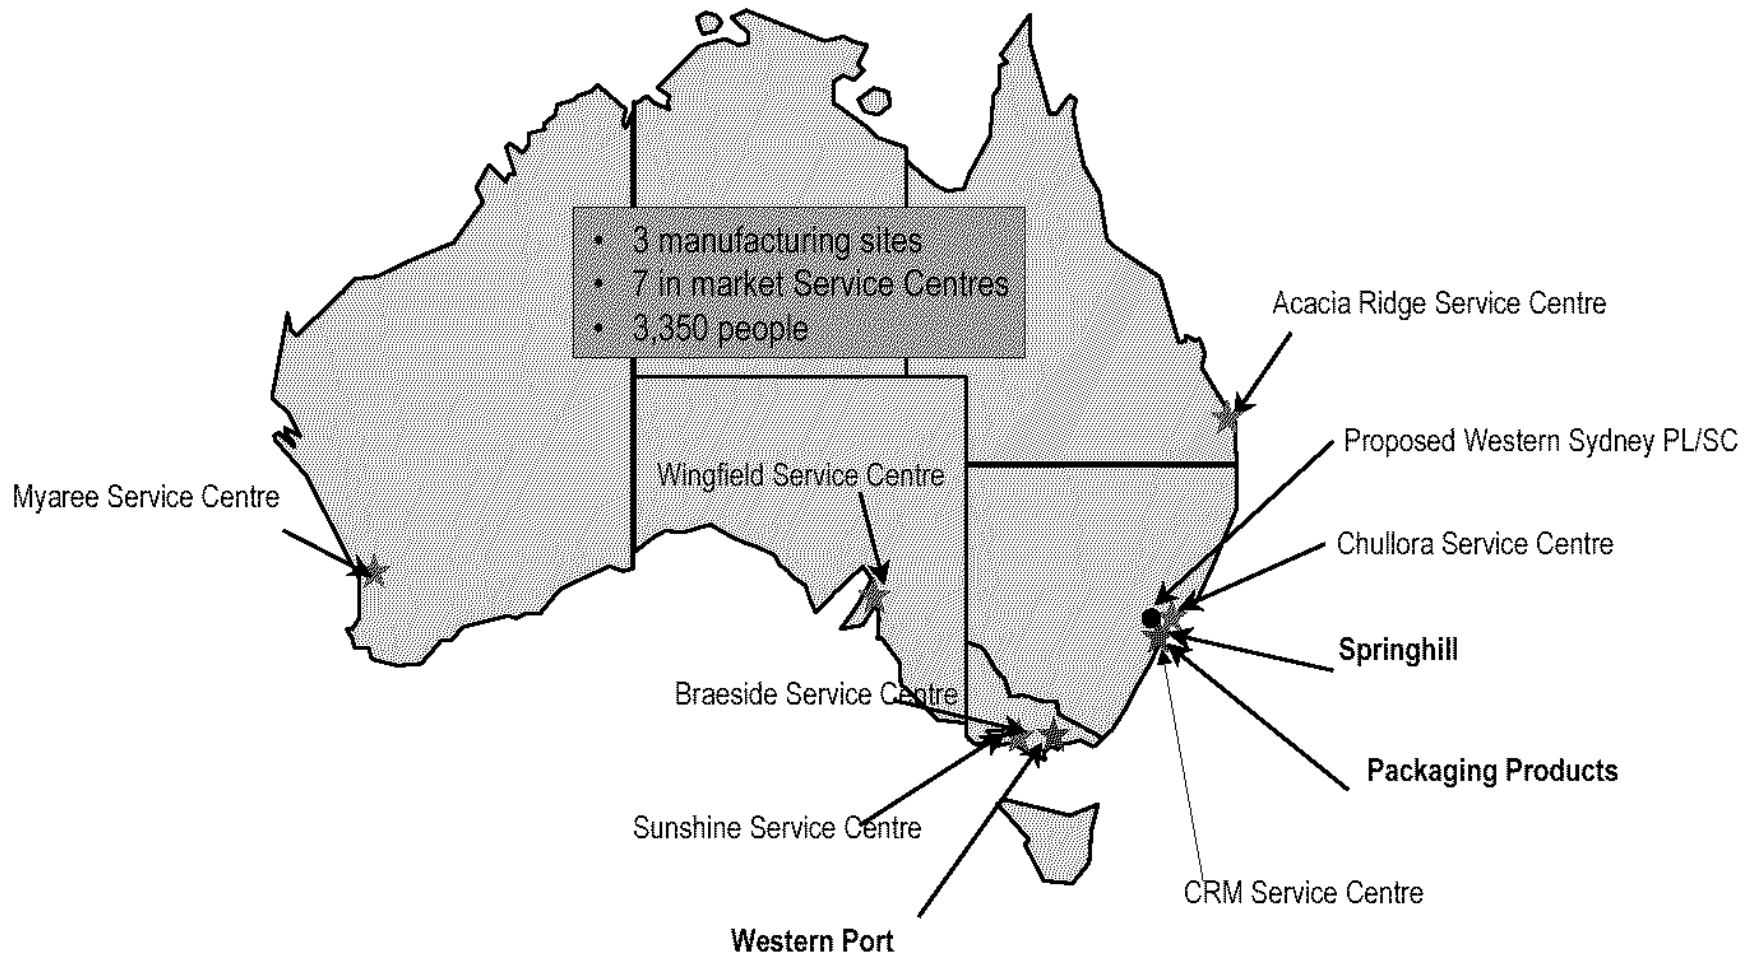 • 3 manufacturing sites
• 7 in market Service Centres
• 3,350 people
Acacia Ridge Service Centre
Proposed Western Sydney PL/SC
Wingfield Service Centre
Myaree Service Centre
Chullora Service Centre
Springhill
Braeside Service Centre
Packaging Products
Sunshine Service Centre
CRM Service Centre
Western Port